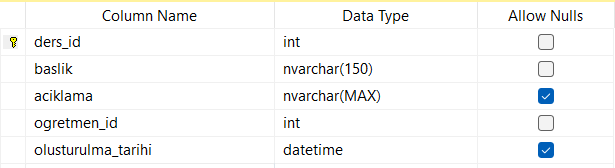 Column Name Data Type Allow Nulls
ders_id int
baslik nvarchar(150)
aciklama nvarchar(MAX)
ogretmen_id int
olusturulma_tarihi datetime